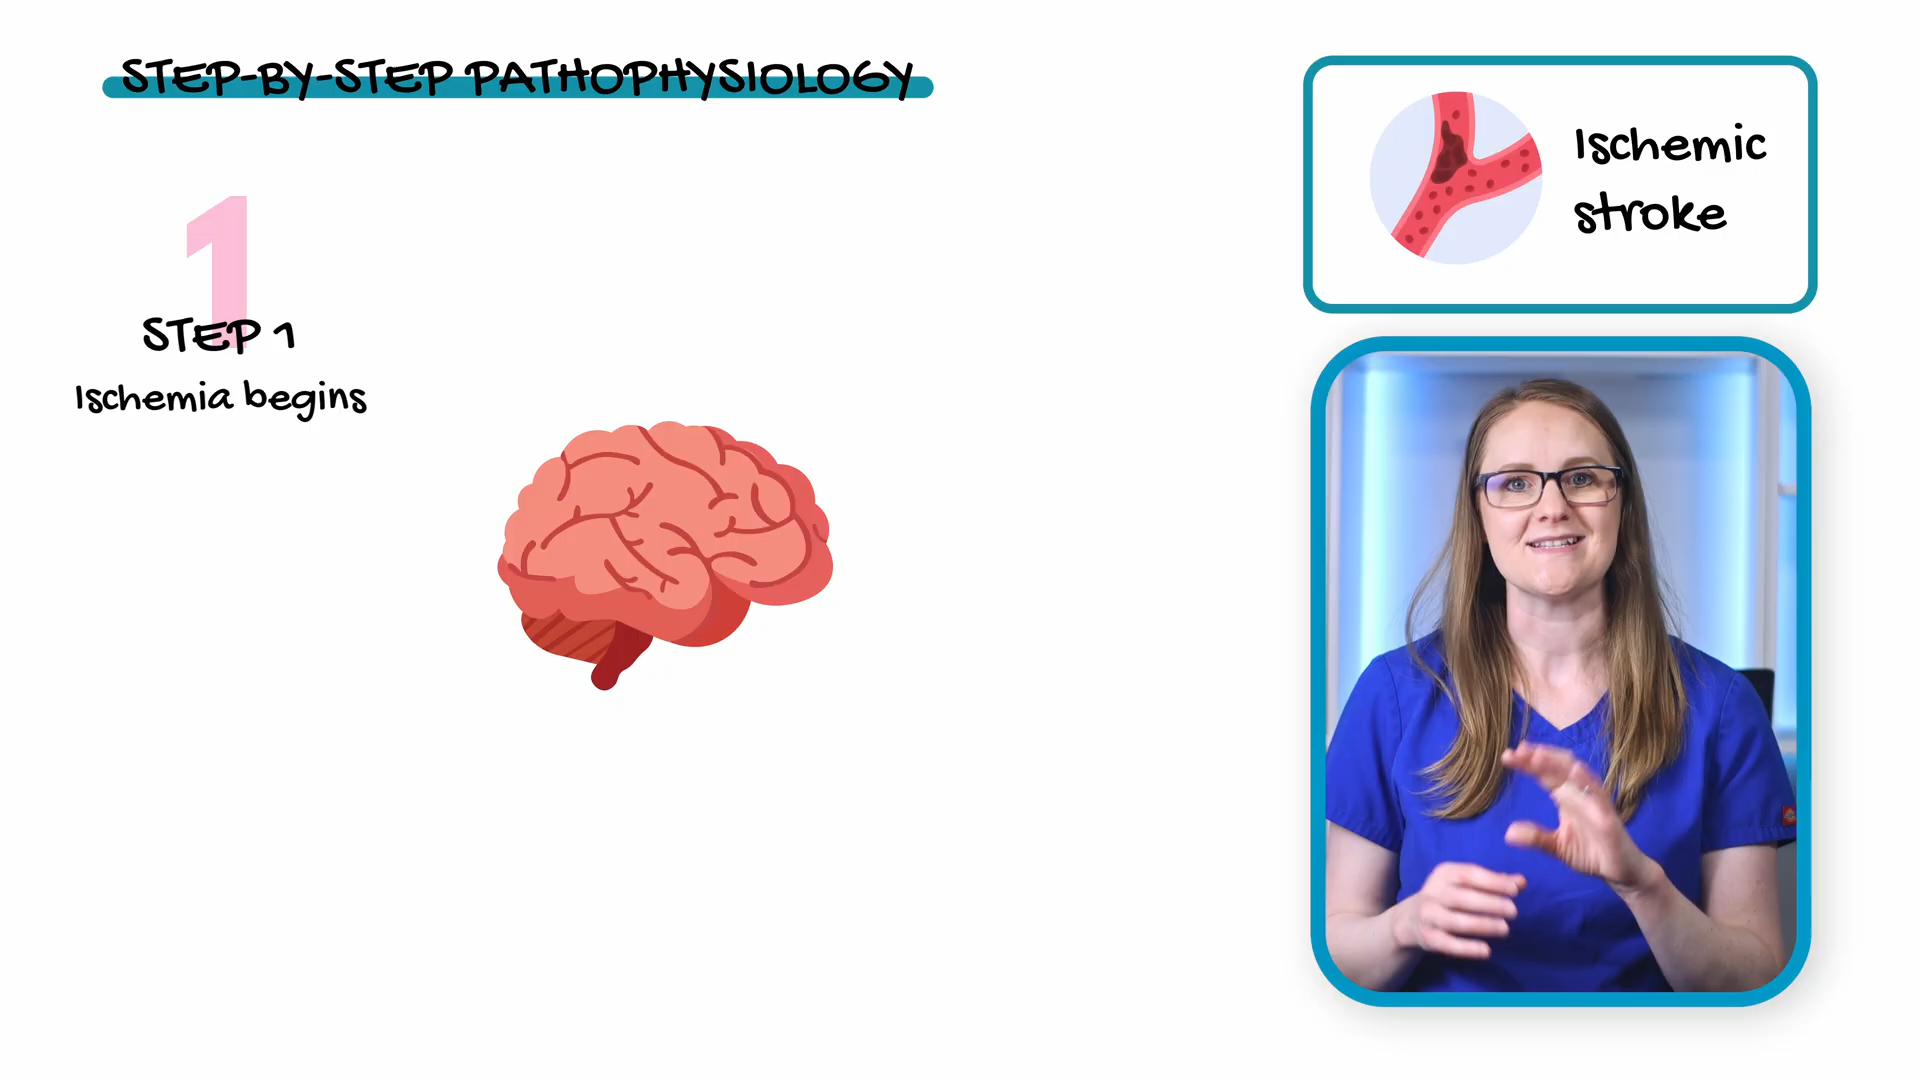 STEP-BY-STEP PATHOPHYSIOLOGY
1
STEP 1
Ischemia begins
Ischemic
stroke